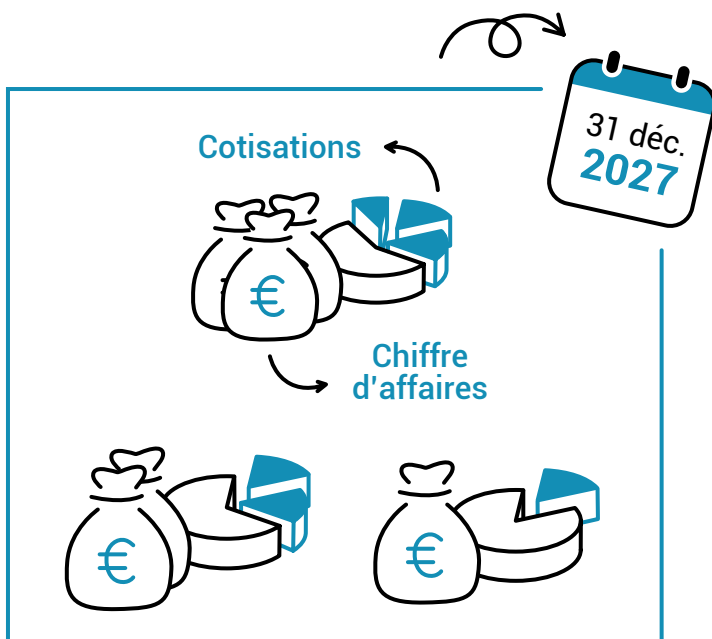 31 déc.
2027
Cotisations
€
Chiffre
d'affaires
€
€